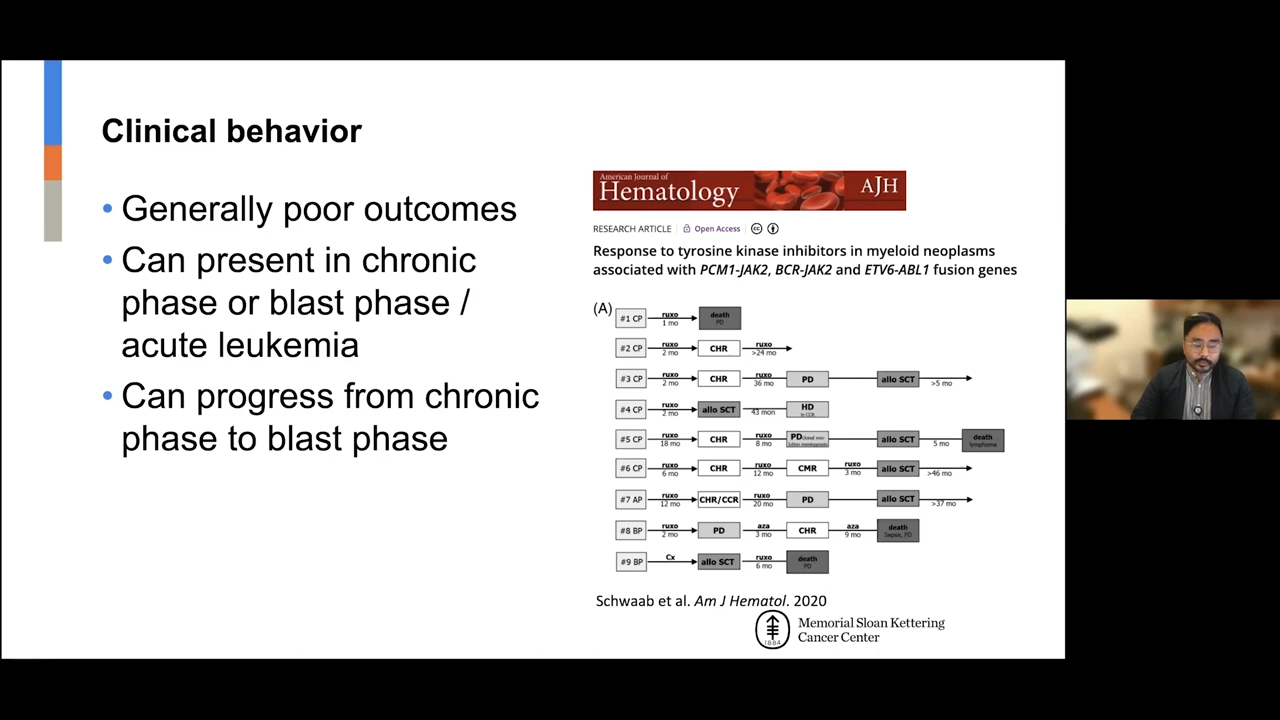 Clinical behavior
• Generally poor outcomes
• Can present in chronic
phase or blast phase /
acute leukemia
• Can progress from chronic
phase to blast phase
American Journal of
Hematology
AJH
RESEARCH ARTICLE Open Access
Response to tyrosine kinase inhibitors in myeloid neoplasms
associated with PCM1-JAK2, BCR-JAK2 and ETV6-ABL1 fusion genes
(A)
#1 CP ruxo 1 mo death PD
#2 CP ruxo 2 mo CHR ruxo >24 mo
#3 CP ruxo 2 mo CHR ruxo 36 mo PD allo SCT >5 mo
#4 CP ruxo 2 mo allo SCT 43 mon HD in CCR
#5 CP ruxo 18 mo CHR ruxo 8 mo PD allo SCT 5 mo death lymphoma
#6 CP ruxo 6 mo CHR ruxo 12 mo CMR ruxo 3 mo allo SCT >46 mo
#7 AP ruxo 12 mo CHR/CCR ruxo 20 mo PD allo SCT >37 mo
#8 BP ruxo 2 mo PD aza 3 mo CHR aza 9 mo death Sepsis, PD
#9 BP Cx allo SCT ruxo 6 mo death PD
Schwaab et al. Am J Hematol. 2020
1884
Memorial Sloan Kettering
Cancer Center